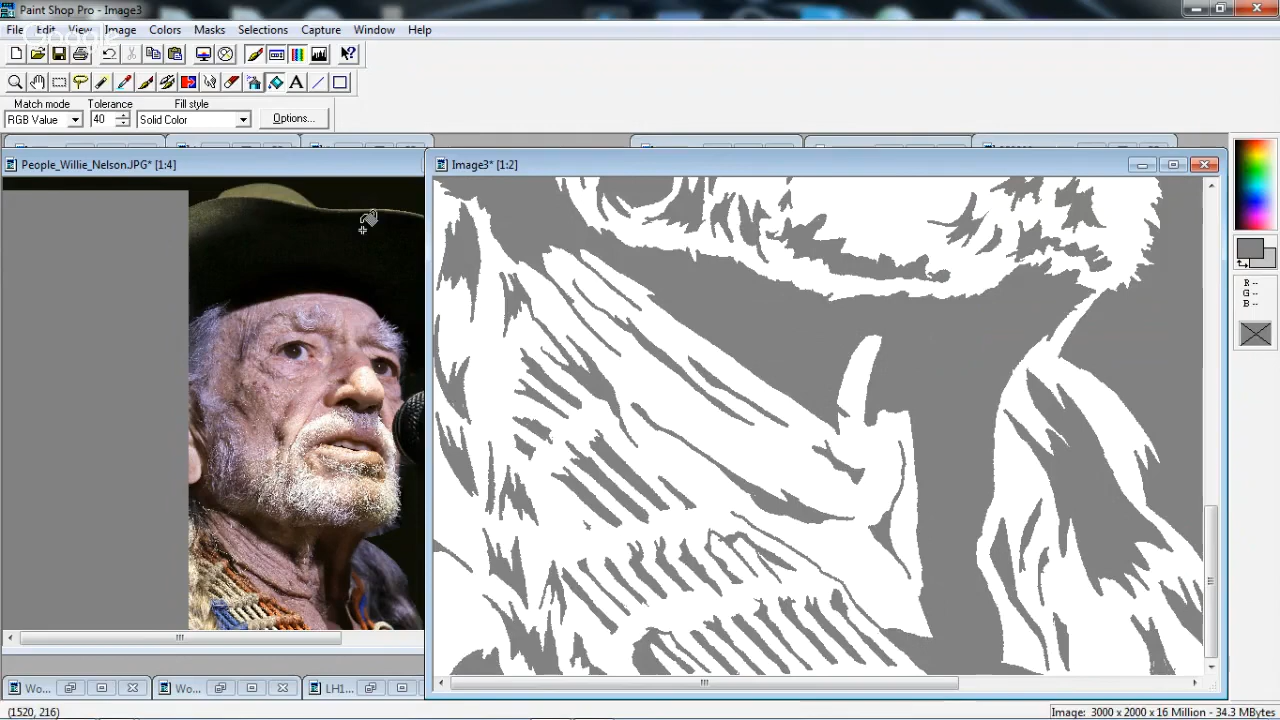 Paint Shop Pro - Image3
File Edit View Image Colors Masks Selections Capture Window Help
Google
Match mode Tolerance Fill style
RGB Value 40 Solid Color Options...
People_Willie_Nelson.JPG* [1:4]
Image3* [1:2]
R --
G --
B --
Wo... Wo... LH1...
(1520, 216) Image: 3000 x 2000 x 16 Million - 34.3 MBytes